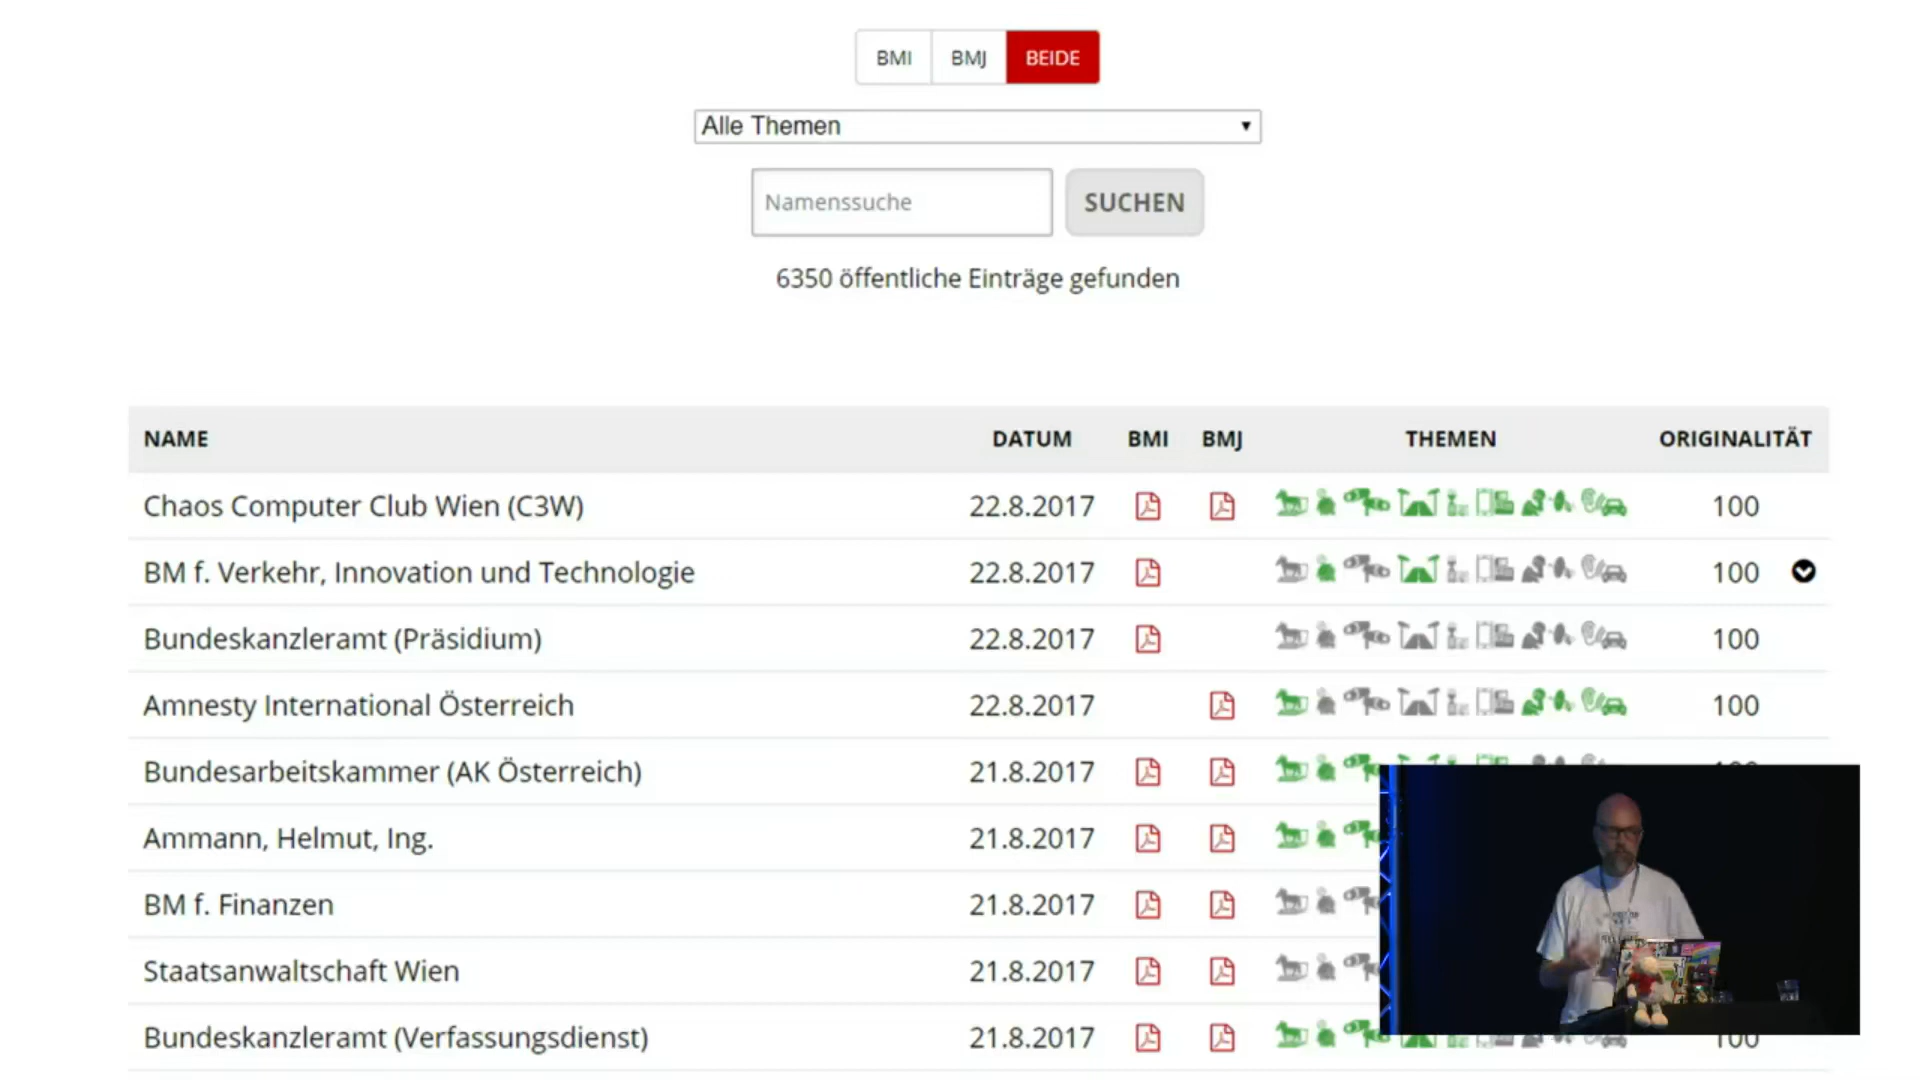 BMI BMJ BEIDE
Alle Themen
Namenssuche SUCHEN
6350 öffentliche Einträge gefunden
NAME DATUM BMI BMJ THEMEN ORIGINALITÄT
Chaos Computer Club Wien (C3W) 22.8.2017 100
BM f. Verkehr, Innovation und Technologie 22.8.2017 100
Bundeskanzleramt (Präsidium) 22.8.2017 100
Amnesty International Österreich 22.8.2017 100
Bundesarbeitskammer (AK Österreich) 21.8.2017
Ammann, Helmut, Ing. 21.8.2017
BM f. Finanzen 21.8.2017
Staatsanwaltschaft Wien 21.8.2017
Bundeskanzleramt (Verfassungsdienst) 21.8.2017 100